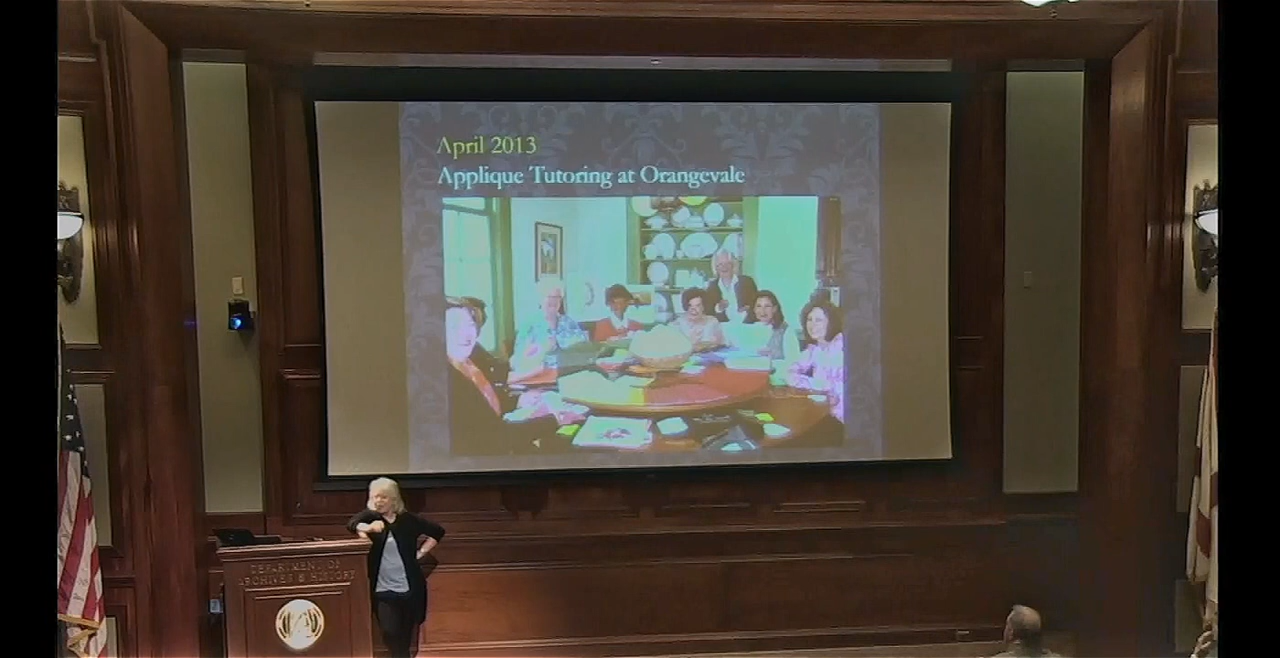 April 2013
Applique Tutoring at Orangevale
DEPARTMENT OF
ARCHIVES & HISTORY